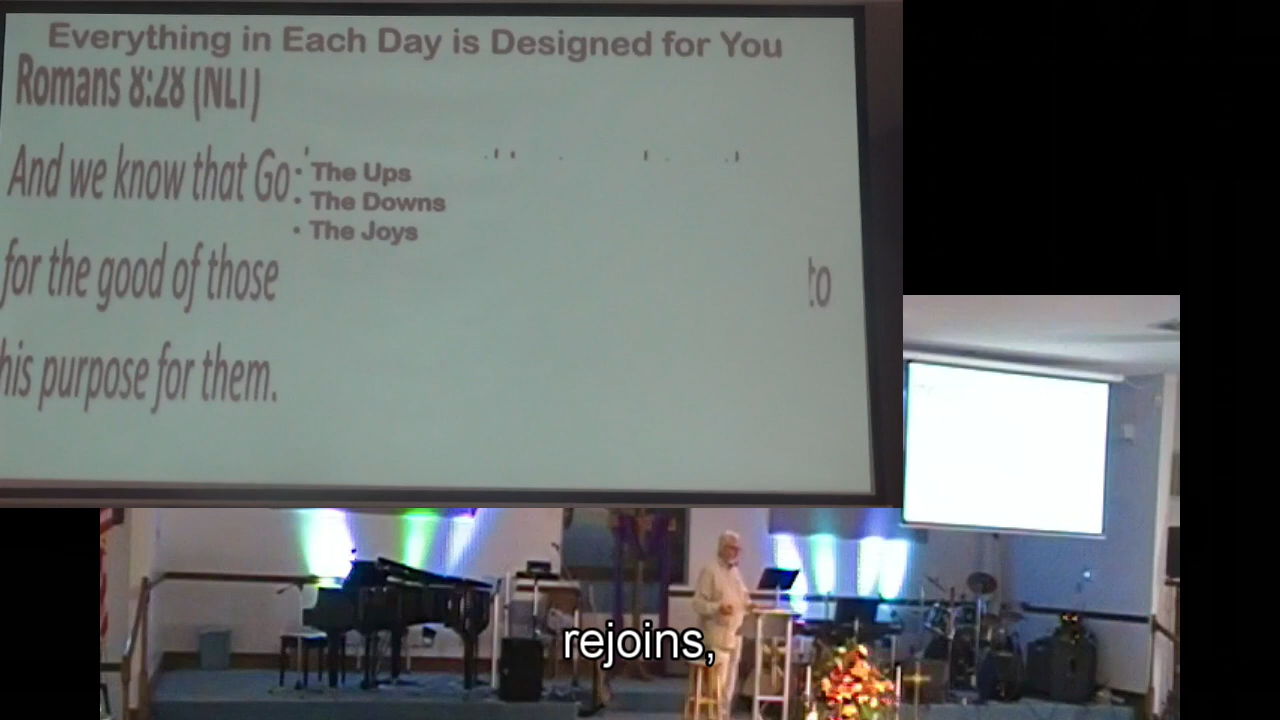 Everything in Each Day is Designed for You
Romans 8:28 (NLT)
And we know that Go
• The Ups
• The Downs
• The Joys
for the good of those
to
his purpose for them.
rejoins,